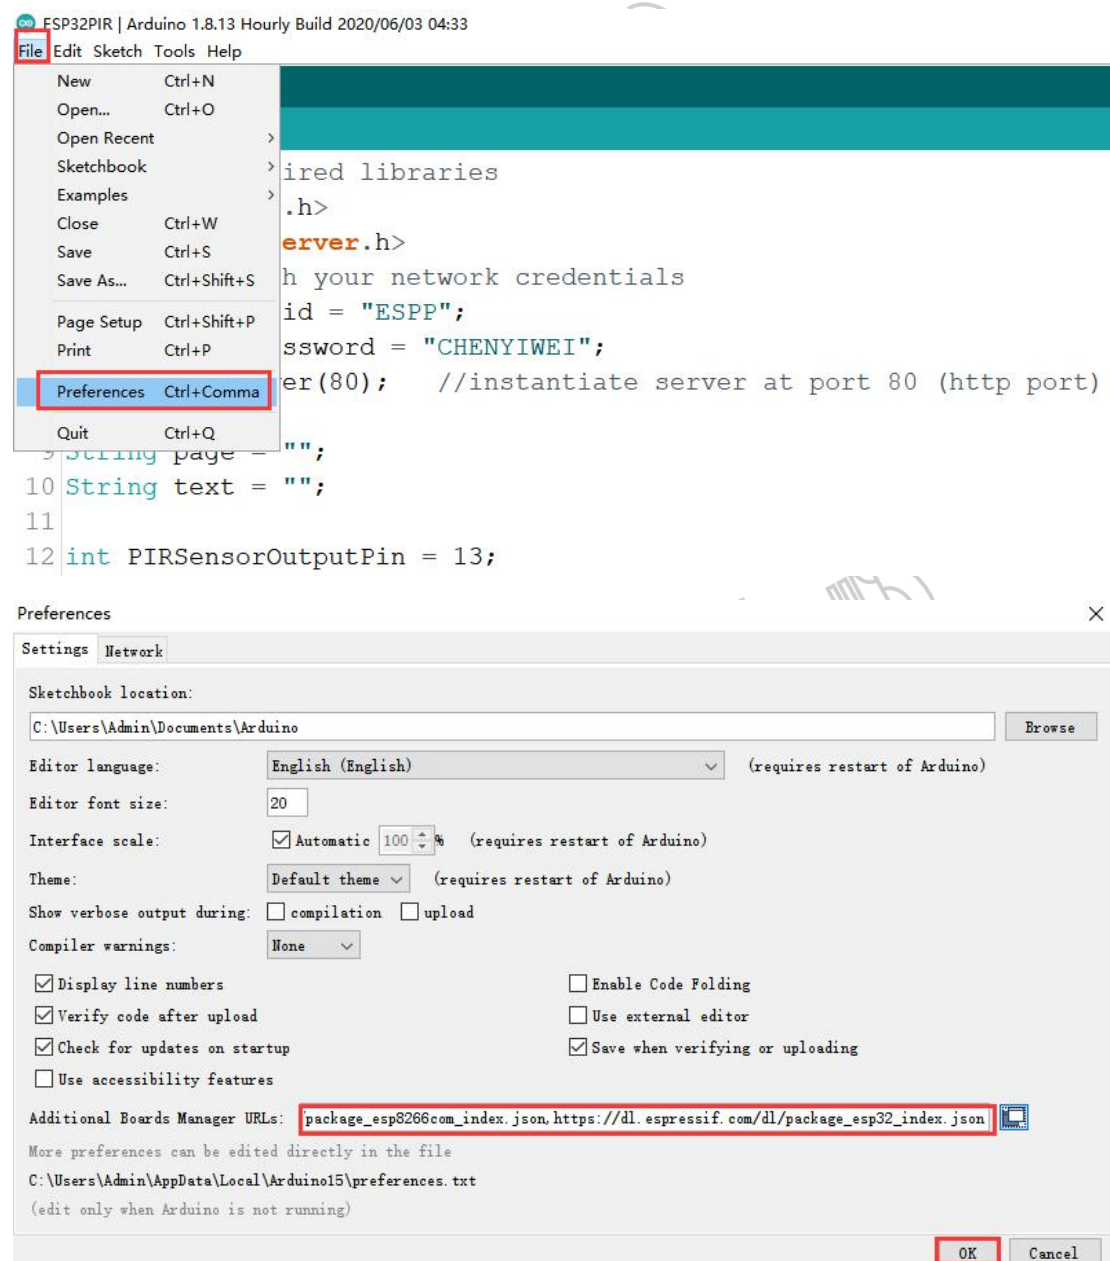 ESP32PIR | Arduino 1.8.13 Hourly Build 2020/06/03 04:33
File Edit Sketch Tools Help
New Ctrl+N
Open... Ctrl+O
Open Recent >
Sketchbook >
Examples >
Close Ctrl+W
Save Ctrl+S
Save As... Ctrl+Shift+S
Page Setup Ctrl+Shift+P
Print Ctrl+P
Preferences Ctrl+Comma
Quit Ctrl+Q
ired libraries
.h>
erver.h>
h your network credentials
id = "ESPP";
ssword = "CHENYIWEI";
er(80); //instantiate server at port 80 (http port)
9 String page = "";
10 String text = "";
11
12 int PIRSensorOutputPin = 13;
Preferences
Settings Network
Sketchbook location:
C:\Users\Admin\Documents\Arduino Browse
Editor language: English (English) (requires restart of Arduino)
Editor font size: 20
Interface scale: Automatic 100 % (requires restart of Arduino)
Theme: Default theme (requires restart of Arduino)
Show verbose output during: compilation upload
Compiler warnings: None
Display line numbers Enable Code Folding
Verify code after upload Use external editor
Check for updates on startup Save when verifying or uploading
Use accessibility features
Additional Boards Manager URLs: package_esp8266com_index.json,https://dl.espressif.com/dl/package_esp32_index.json
More preferences can be edited directly in the file
C:\Users\Admin\AppData\Local\Arduino15\preferences.txt
(edit only when Arduino is not running)
OK Cancel